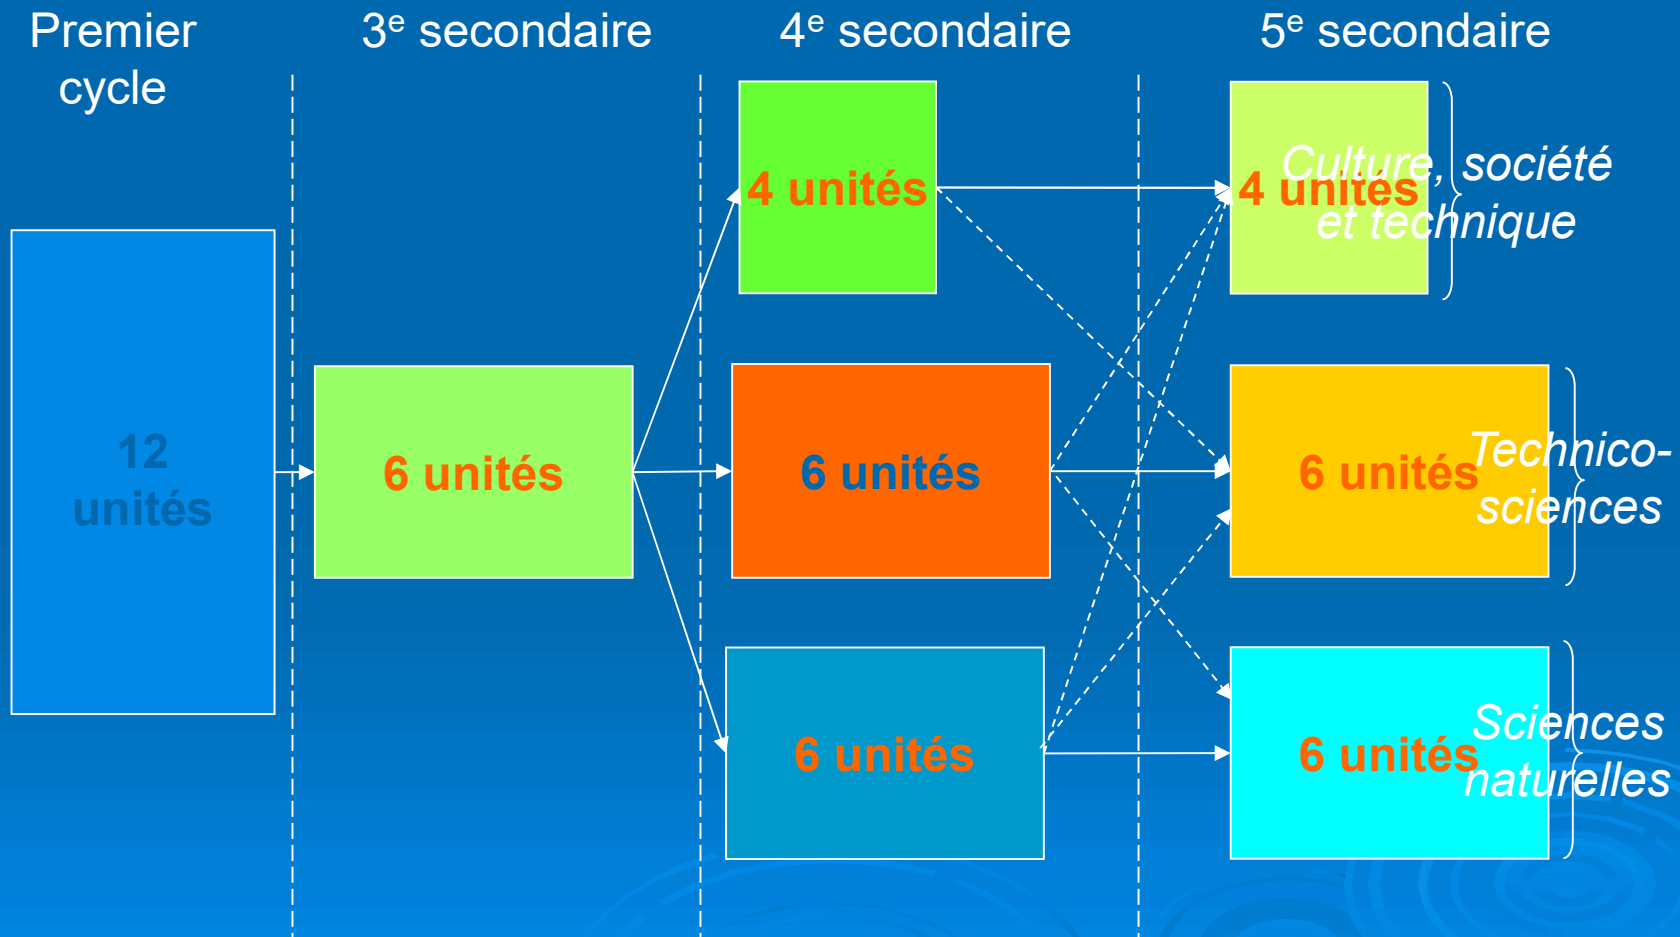 Premier
cycle
3e secondaire
4e secondaire
5e secondaire
12
unités
6 unités
4 unités
6 unités
6 unités
4 unités
Culture, société
et technique
6 unités
Technico-
sciences
6 unités
Sciences
naturelles